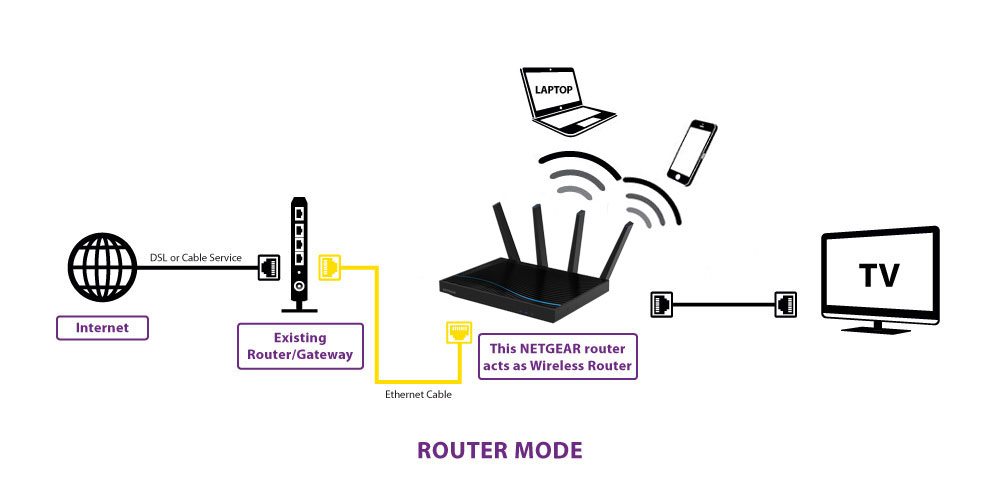 LAPTOP
DSL or Cable Service
TV
Internet
Existing
Router/Gateway
This NETGEAR router
acts as Wireless Router
Ethernet Cable
ROUTER MODE